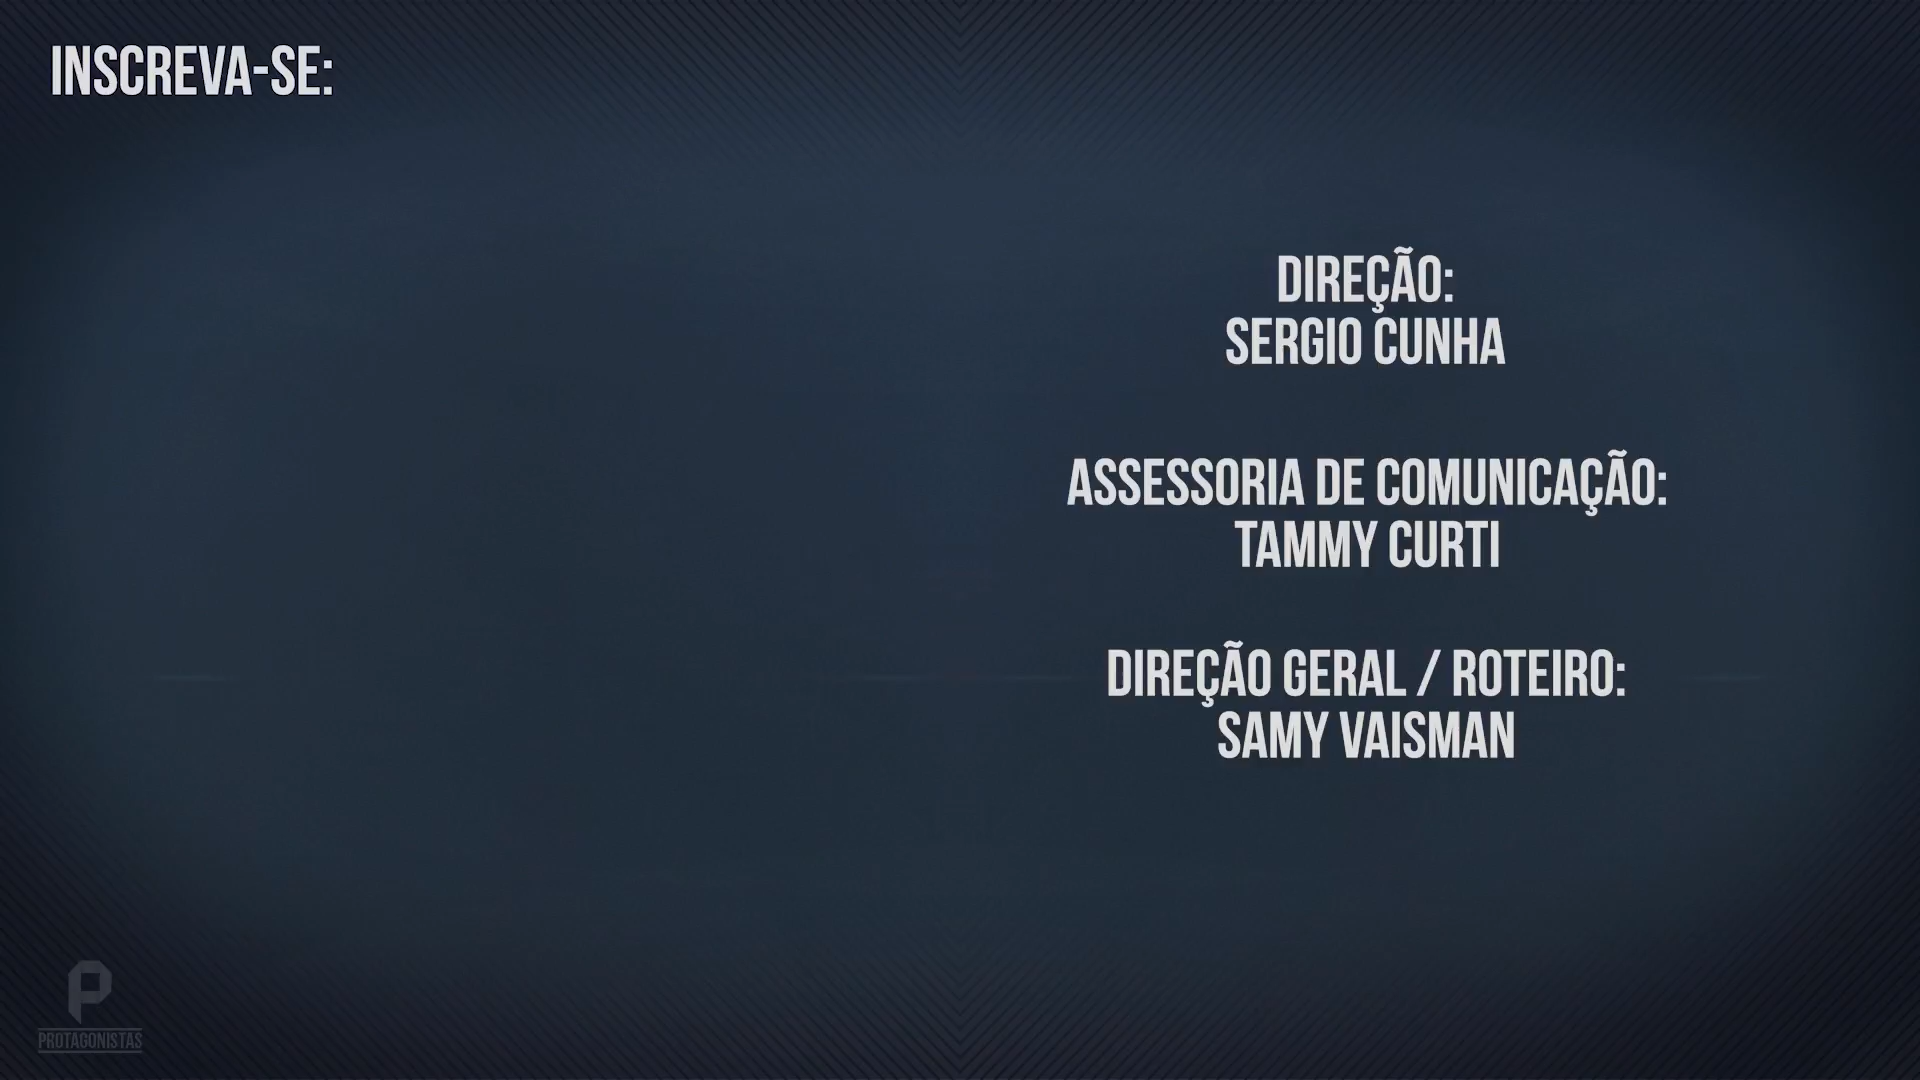 INSCREVA-SE:
DIREÇÃO:
SERGIO CUNHA
ASSESSORIA DE COMUNICAÇÃO:
TAMMY CURTI
DIREÇÃO GERAL / ROTEIRO:
SAMY VAISMAN
P
PROTAGONISTAS